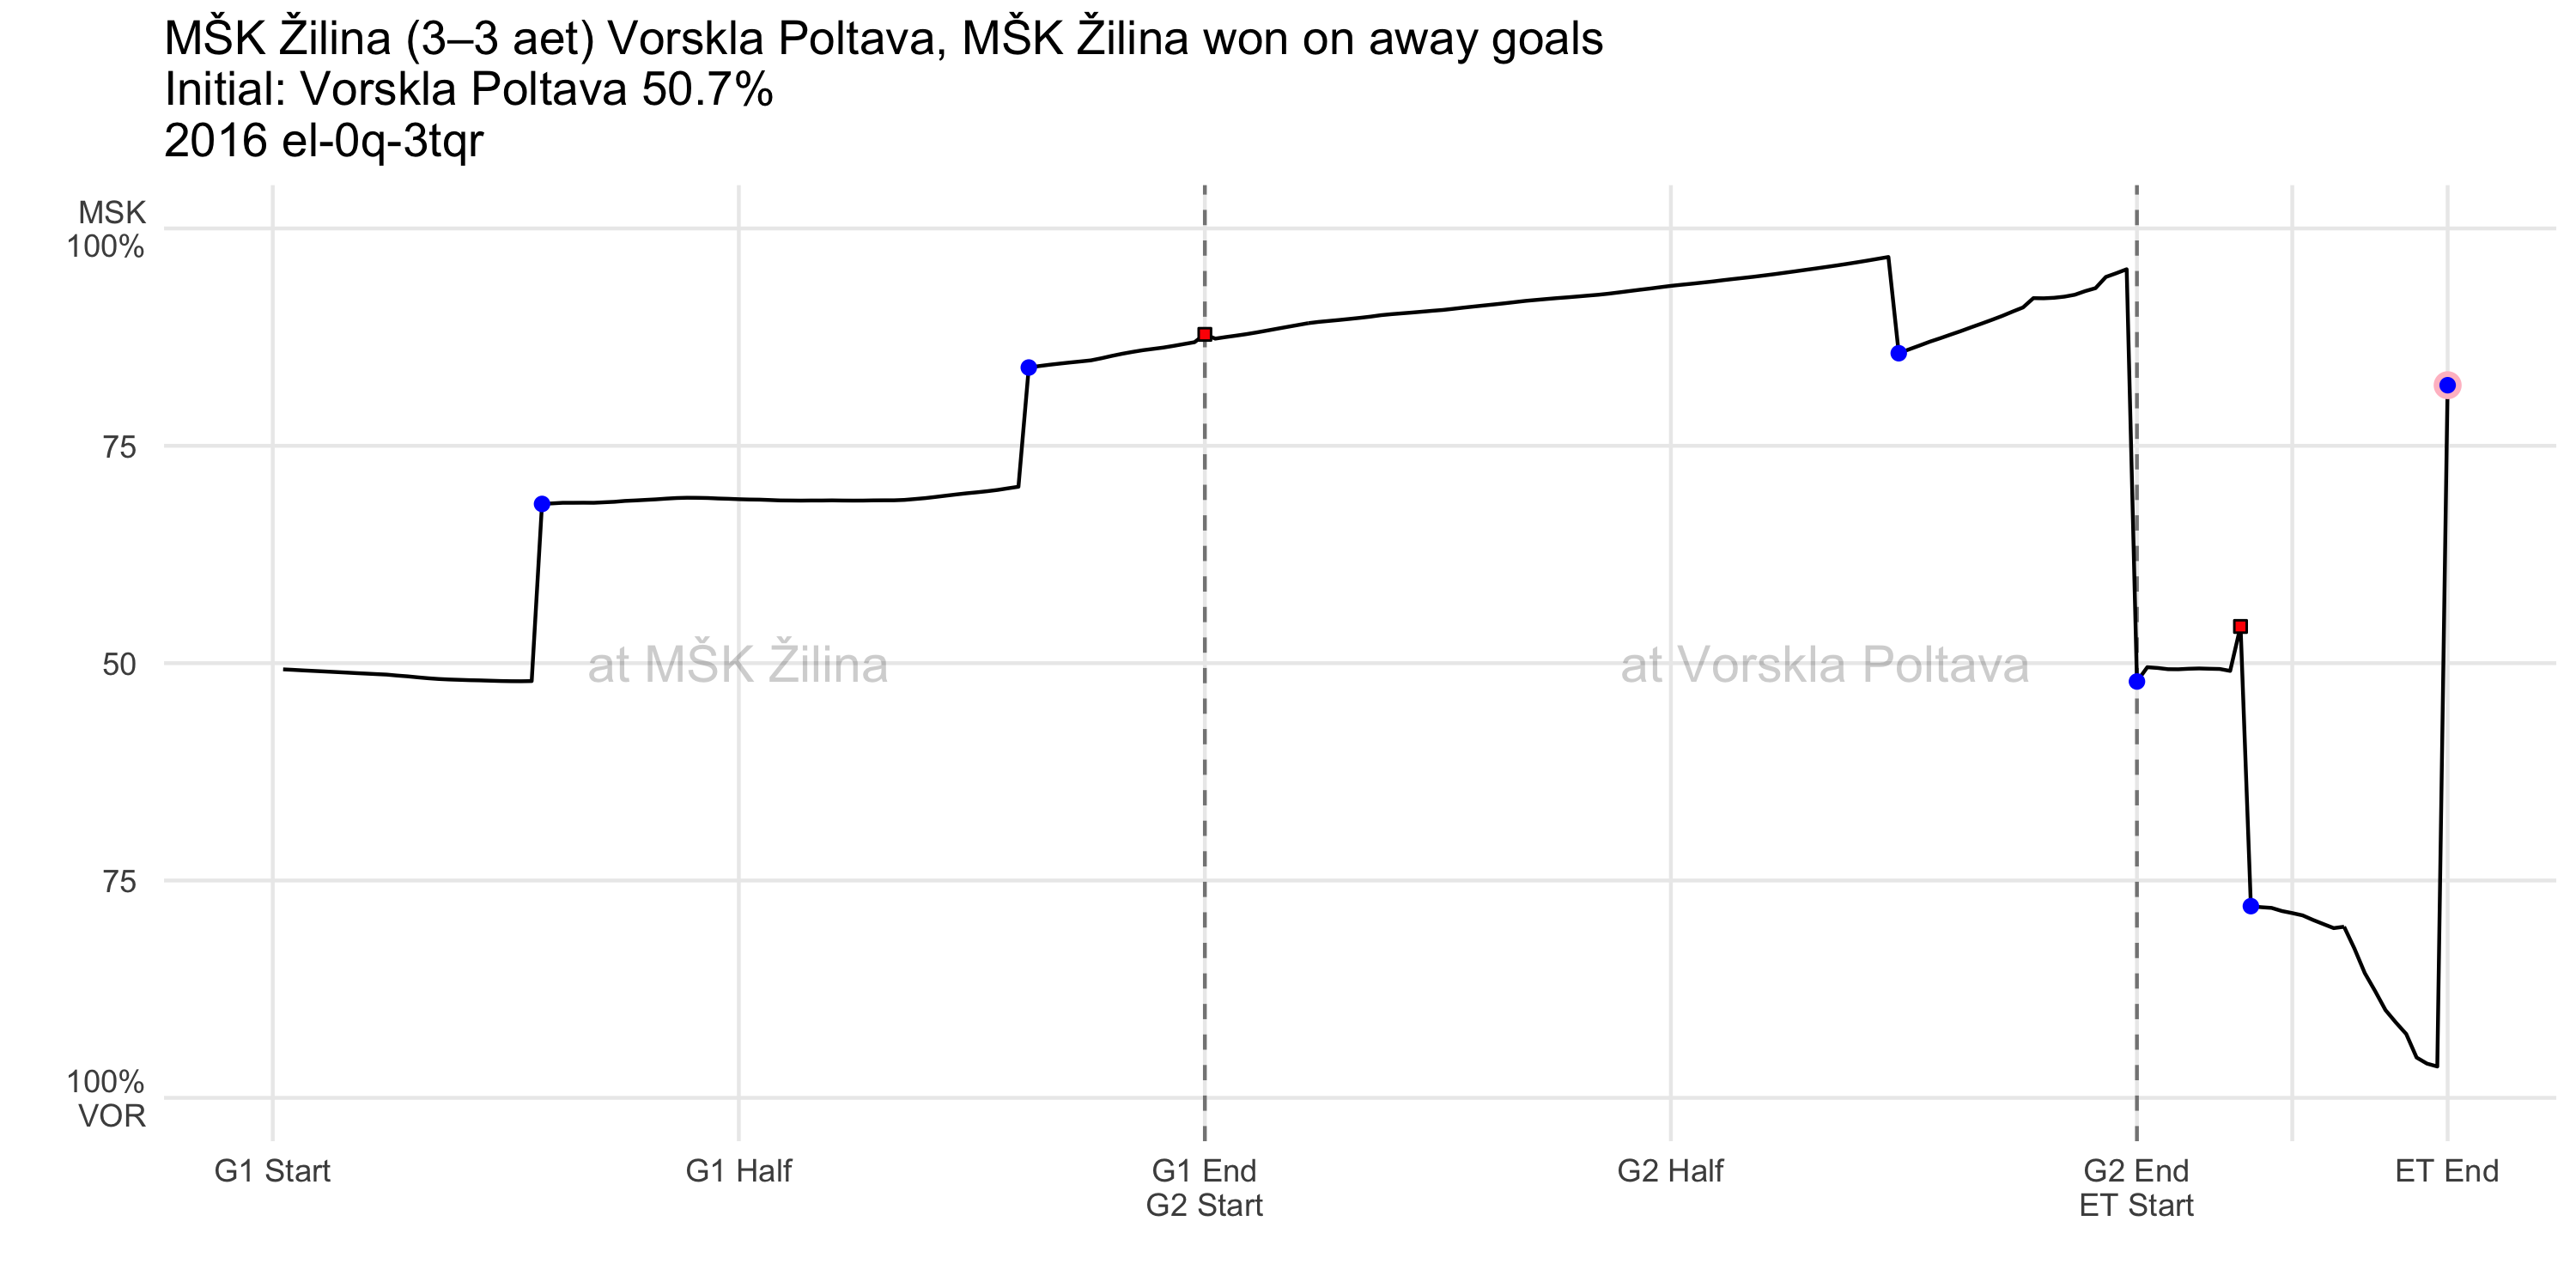 MŠK Žilina (3–3 aet) Vorskla Poltava, MŠK Žilina won on away goals
Initial: Vorskla Poltava 50.7%
2016 el-0q-3tqr
MSK
100%
75
50
75
100%
VOR
at MŠK Žilina
at Vorskla Poltava
G1 Start
G1 Half
G1 End
G2 Start
G2 Half
G2 End
ET Start
ET End